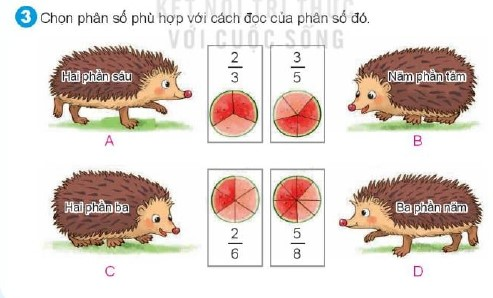 3 Chọn phân số phù hợp với cách đọc của phân số đó.
KẾT NỐI TRI THỨC
VỚI CUỘC SỐNG
Hai phần sáu
2/3
3/5
Năm phần tám
A
B
Hai phần ba
2/6
5/8
Ba phần năm
C
D